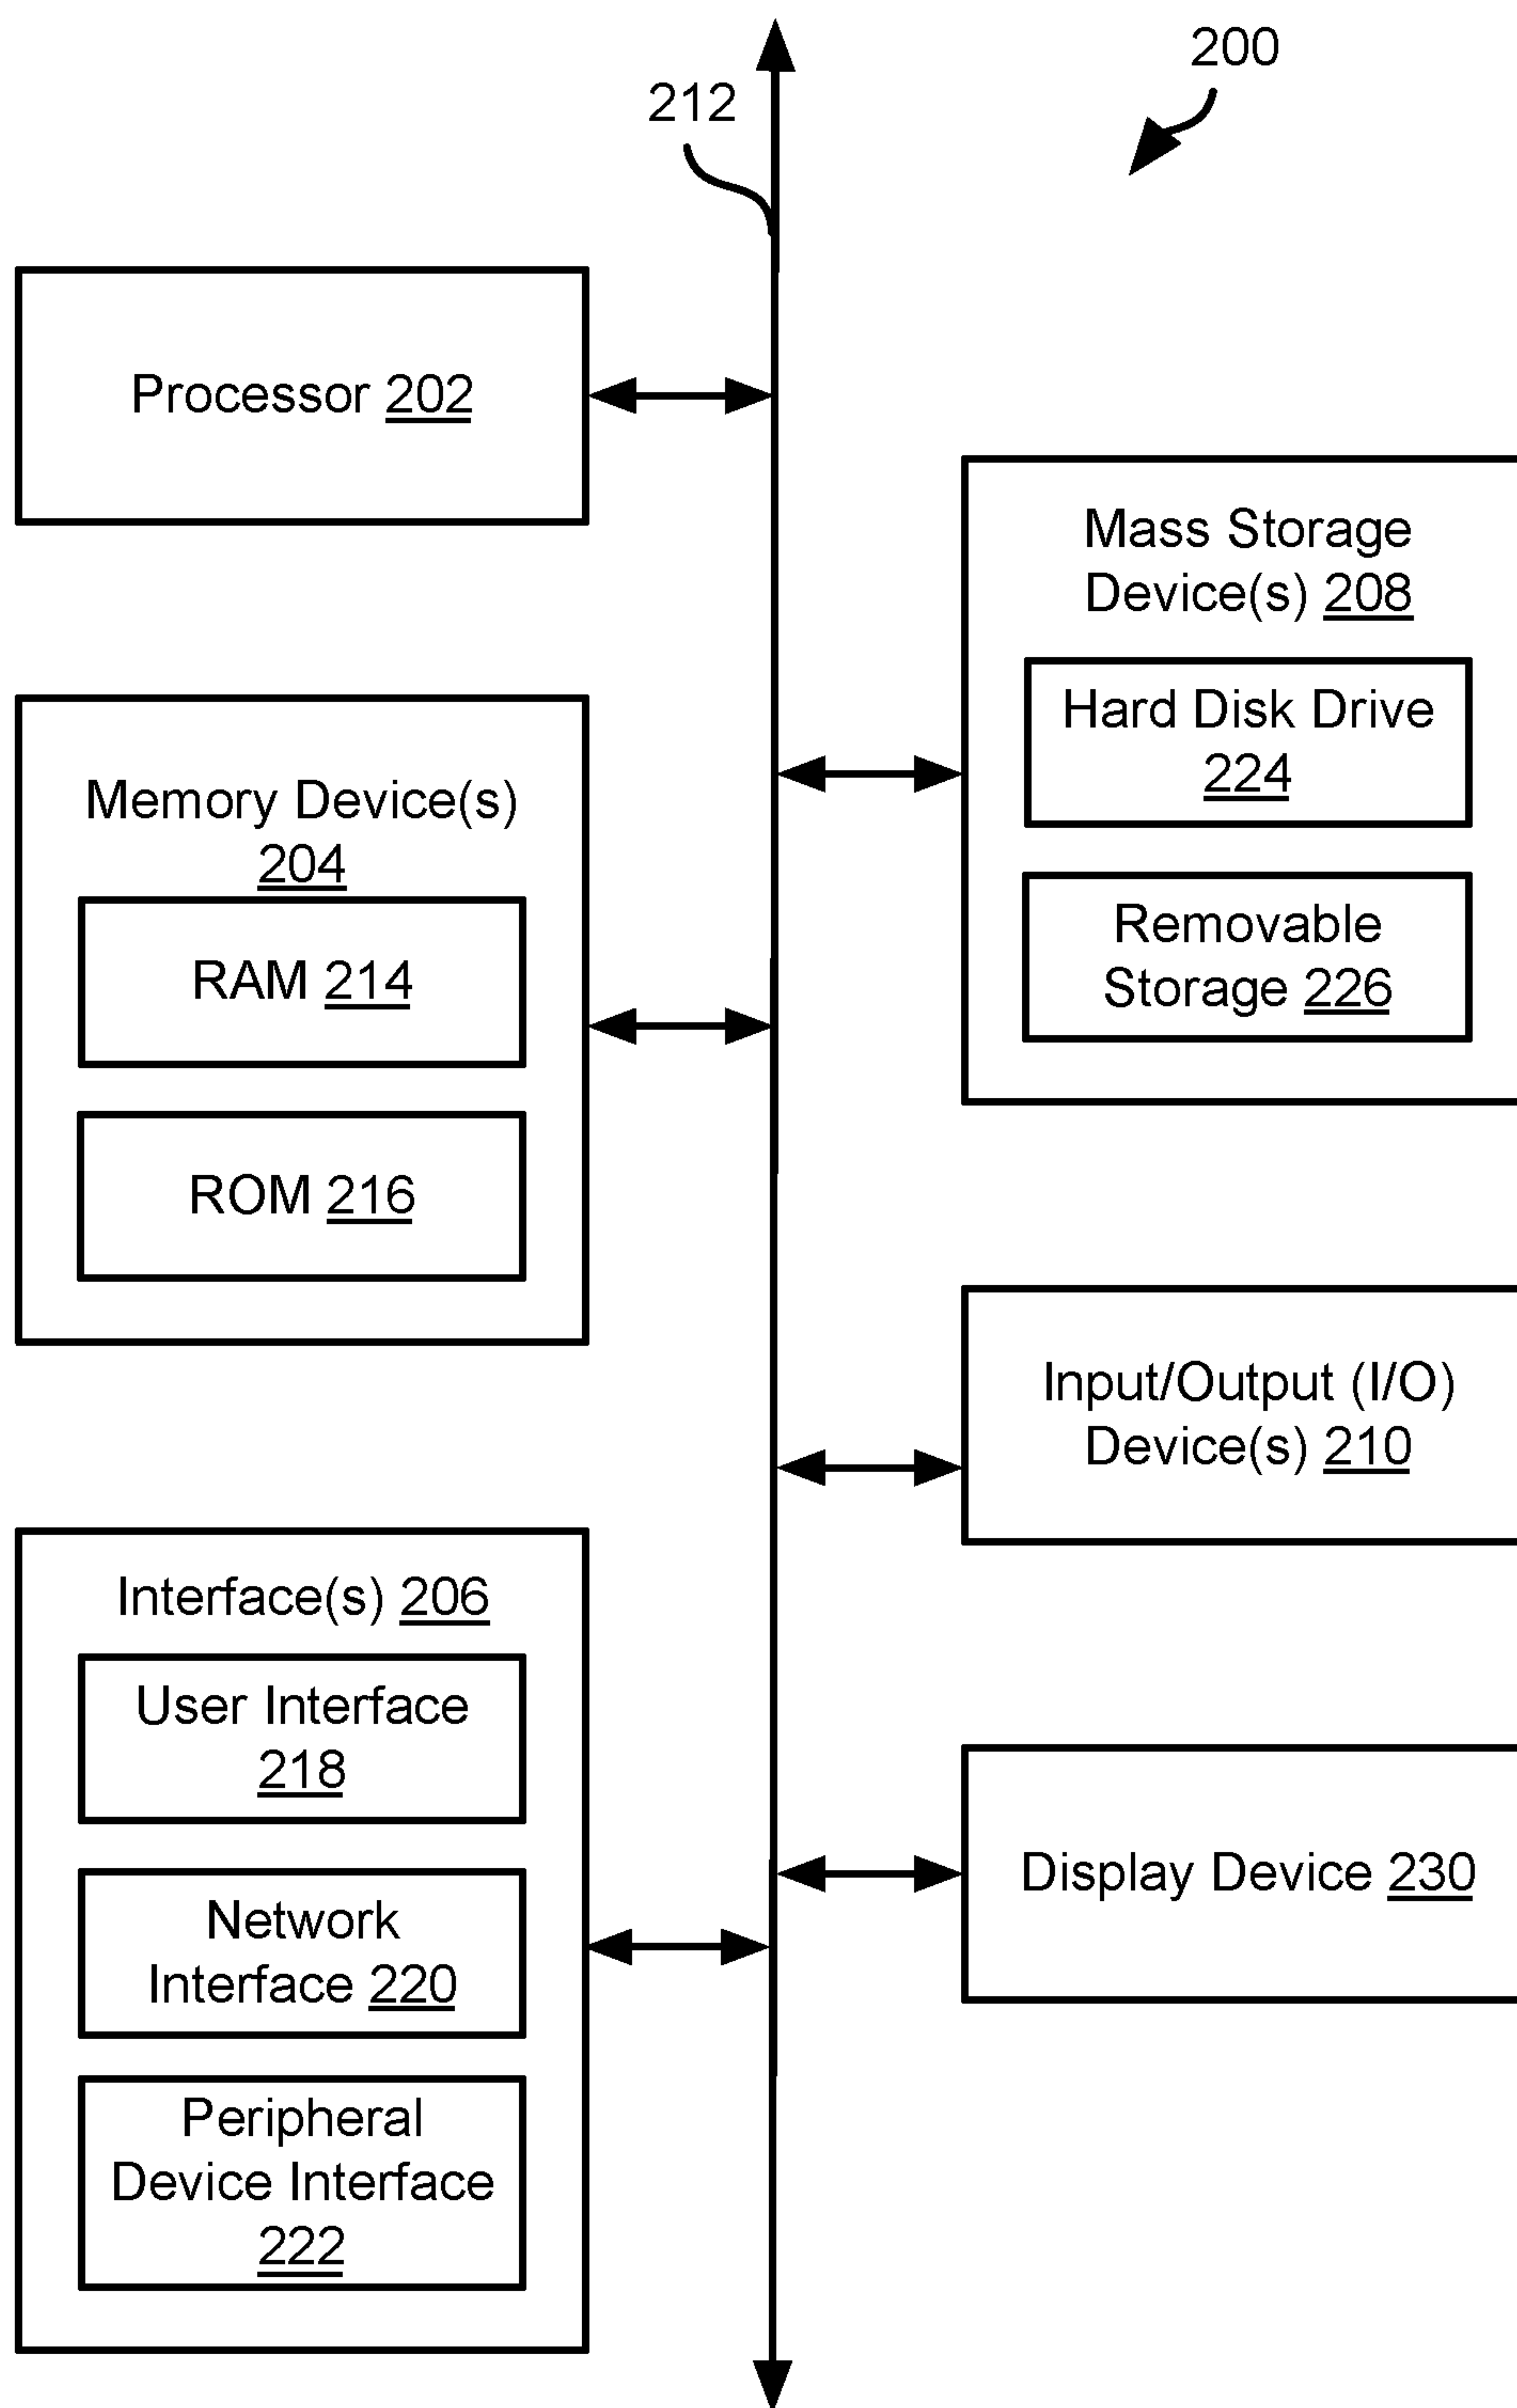 200
212
Processor 202
Mass Storage
Device(s) 208
Hard Disk Drive
224
Removable
Storage 226
Memory Device(s)
204
RAM 214
ROM 216
Input/Output (I/O)
Device(s) 210
Interface(s) 206
User Interface
218
Network
Interface 220
Peripheral
Device Interface
222
Display Device 230